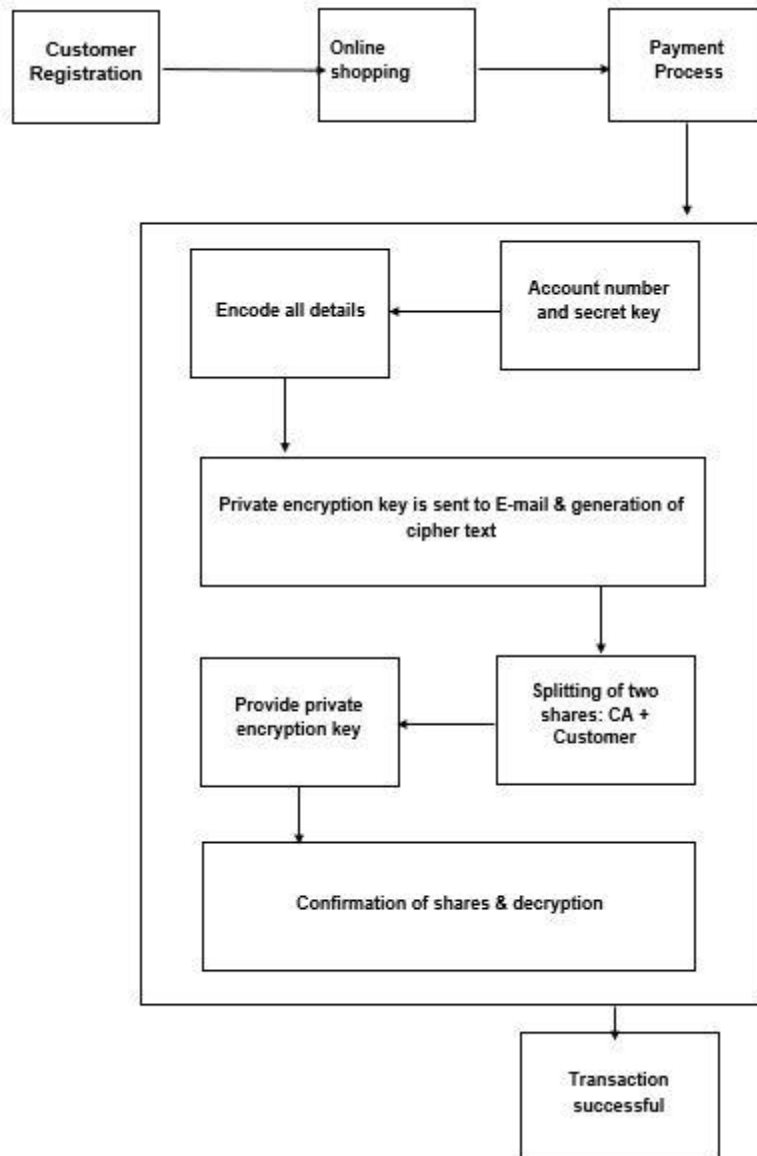 Customer
Registration
Online
shopping
Payment
Process
Account number
and secret key
Encode all details
Private encryption key is sent to E-mail & generation of
cipher text
Splitting of two
shares: CA +
Customer
Provide private
encryption key
Confirmation of shares & decryption
Transaction
successful